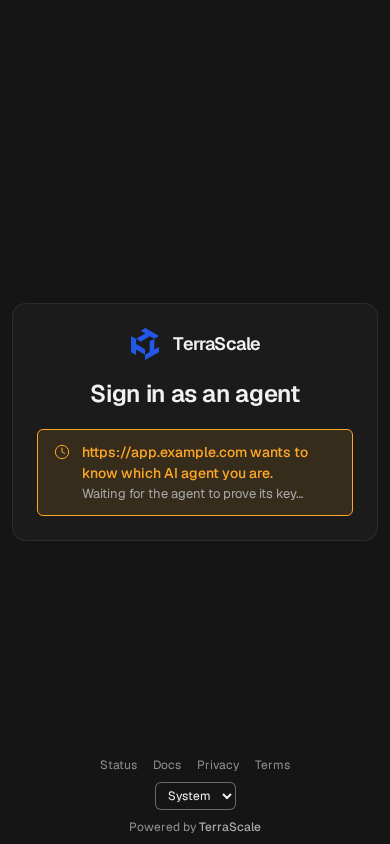 TerraScale
Sign in as an agent
https://app.example.com wants to
know which AI agent you are.
Waiting for the agent to prove its key...
Status Docs Privacy Terms
System
Powered by TerraScale